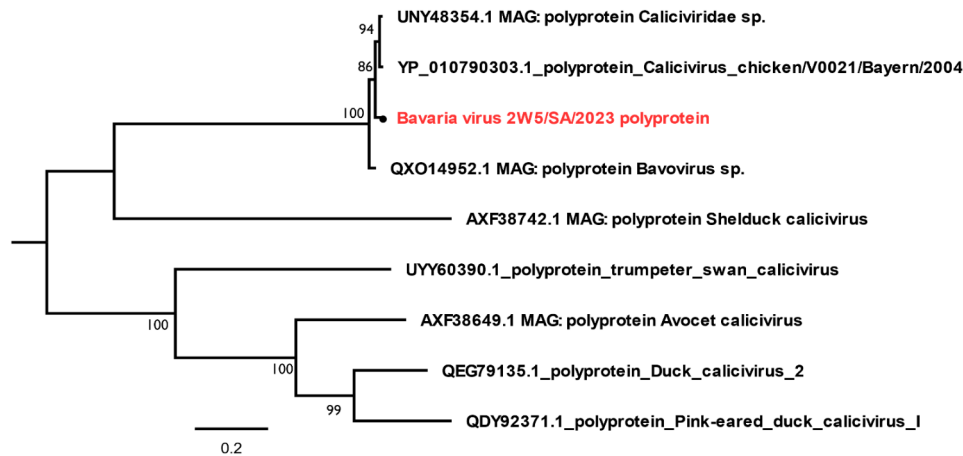 UNY48354.1 MAG: polyprotein Caliciviridae sp.
94
86
YP_010790303.1_polyprotein_Calicivirus_chicken/V0021/Bayern/2004
100
Bavaria virus 2W5/SA/2023 polyprotein
QXO14952.1 MAG: polyprotein Bavovirus sp.
AXF38742.1 MAG: polyprotein Shelduck calicivirus
UYY60390.1_polyprotein_trumpeter_swan_calicivirus
100
AXF38649.1 MAG: polyprotein Avocet calicivirus
100
QEG79135.1_polyprotein_Duck_calicivirus_2
99
QDY92371.1_polyprotein_Pink-eared_duck_calicivirus_I
0.2